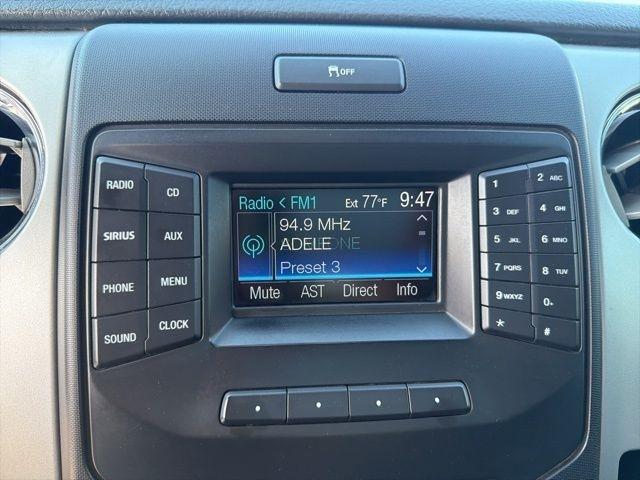 OFF
Radio < FM1 Ext 77°F 9:47
94.9 MHz
ADELE
Preset 3
Mute AST Direct Info
RADIO CD
SIRIUS AUX
PHONE MENU
SOUND CLOCK
1 2 ABC
3 DEF 4 GHI
5 JKL 6 MNO
7 PQRS 8 TUV
9 WXYZ 0+
* #